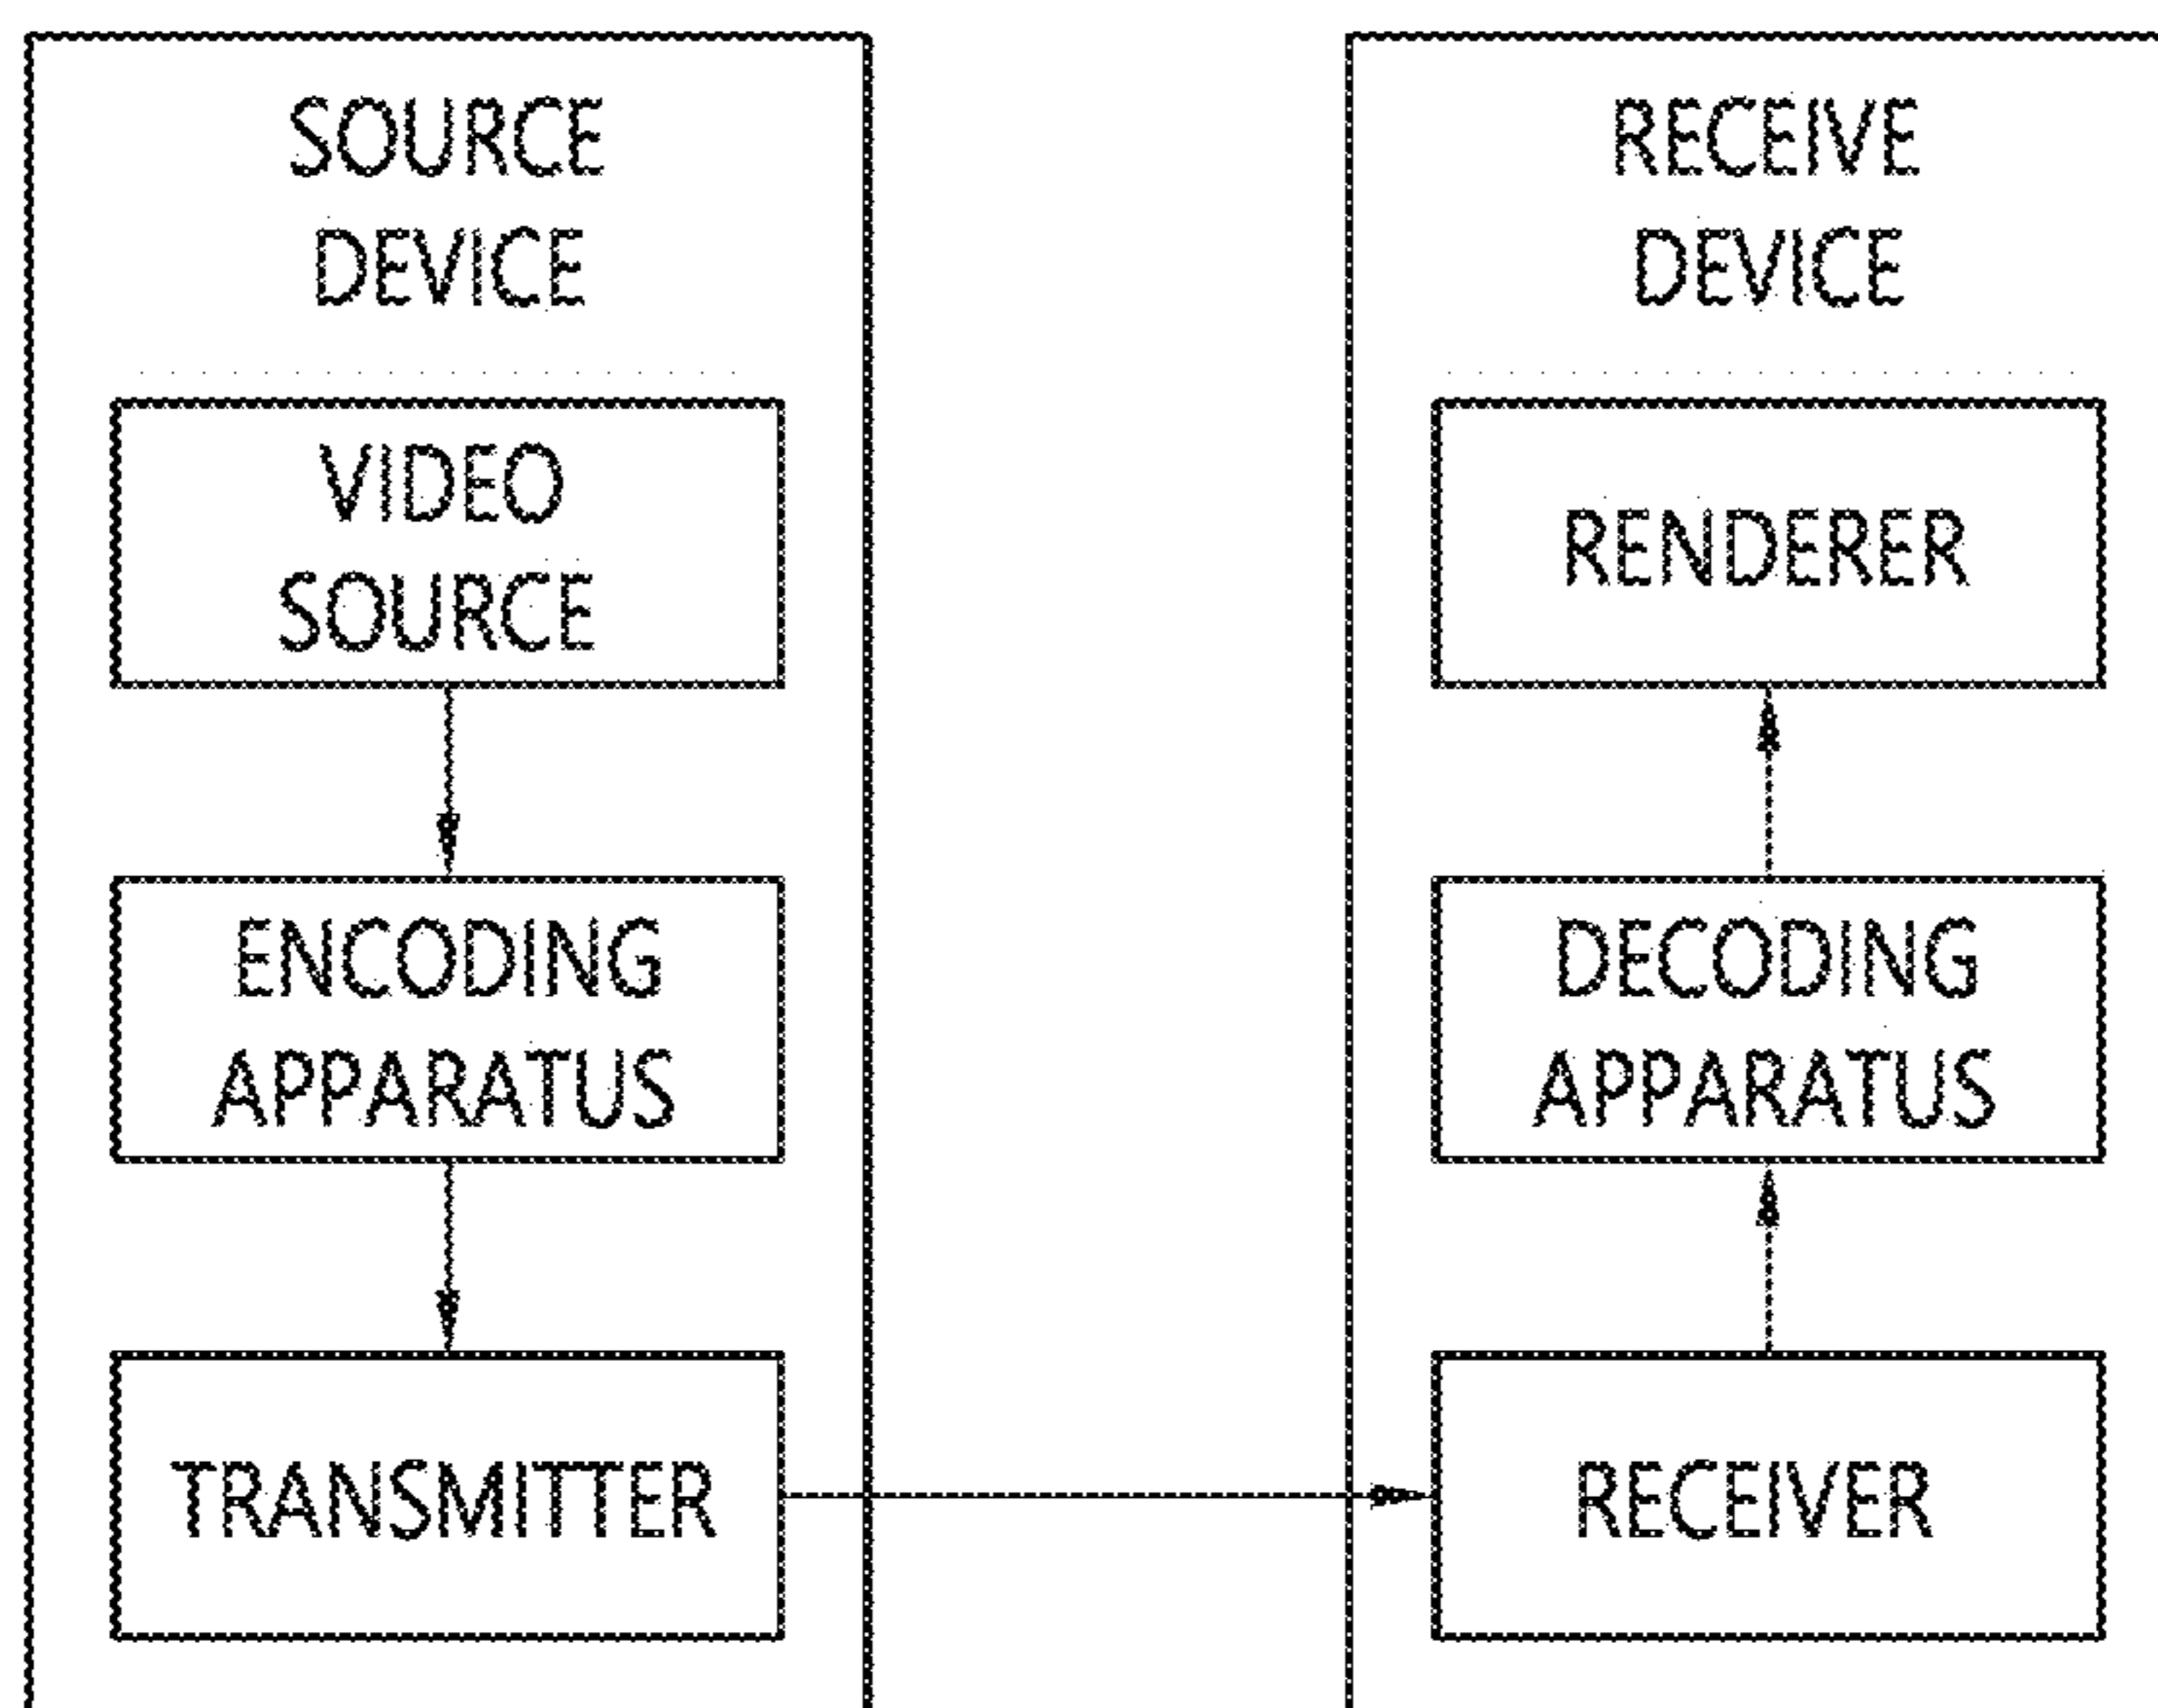 SOURCE
DEVICE
VIDEO
SOURCE
ENCODING
APPARATUS
TRANSMITTER
RECEIVE
DEVICE
RENDERER
DECODING
APPARATUS
RECEIVER